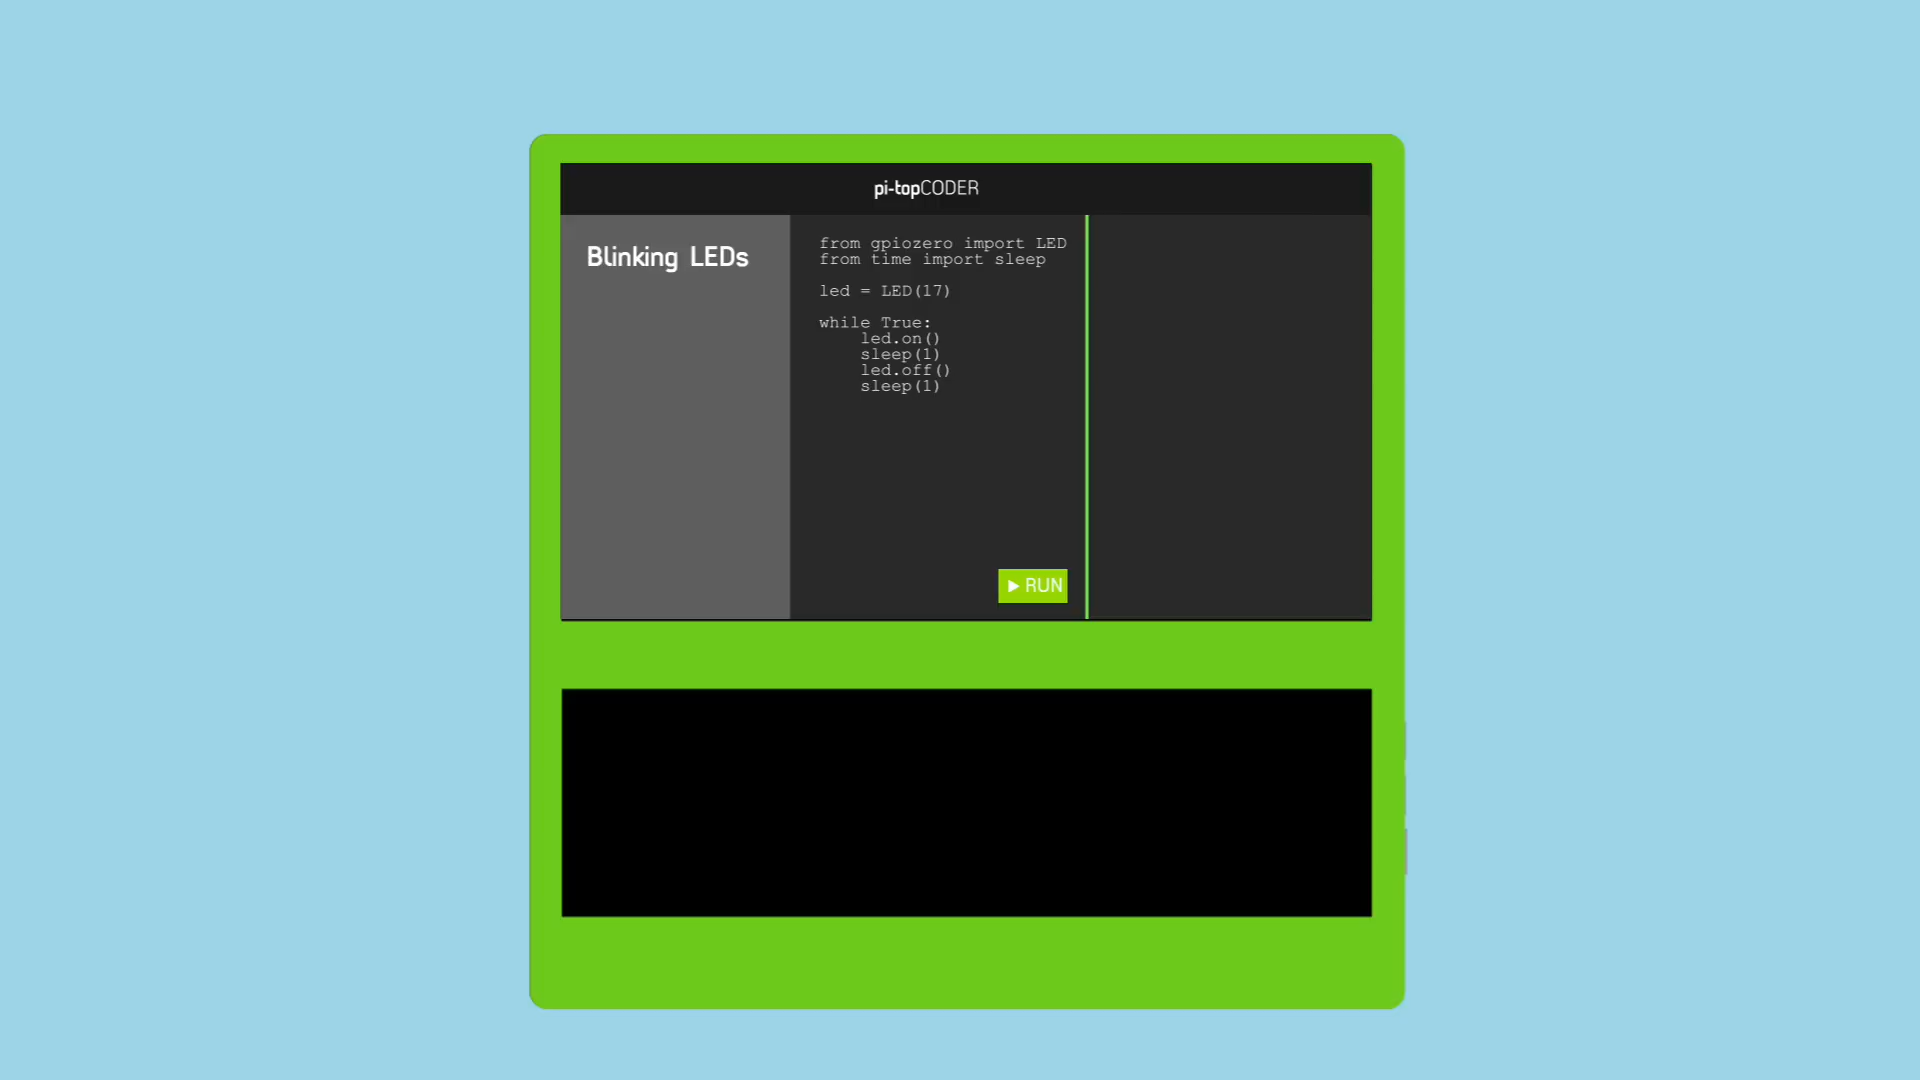 pi-topCODER
Blinking LEDs
from gpiozero import LED
from time import sleep
led = LED(17)
while True:
    led.on()
    sleep(1)
    led.off()
    sleep(1)
RUN